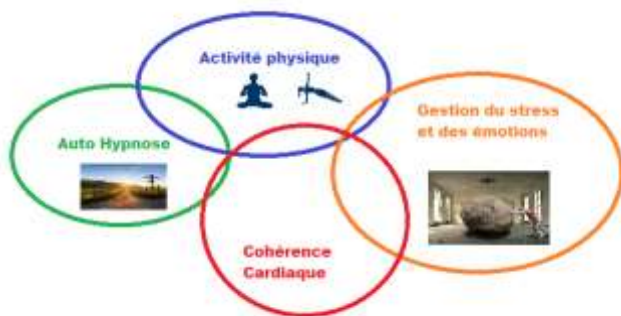 Activité physique
Gestion du stress
et des émotions
Auto Hypnose
Cohérence
Cardiaque